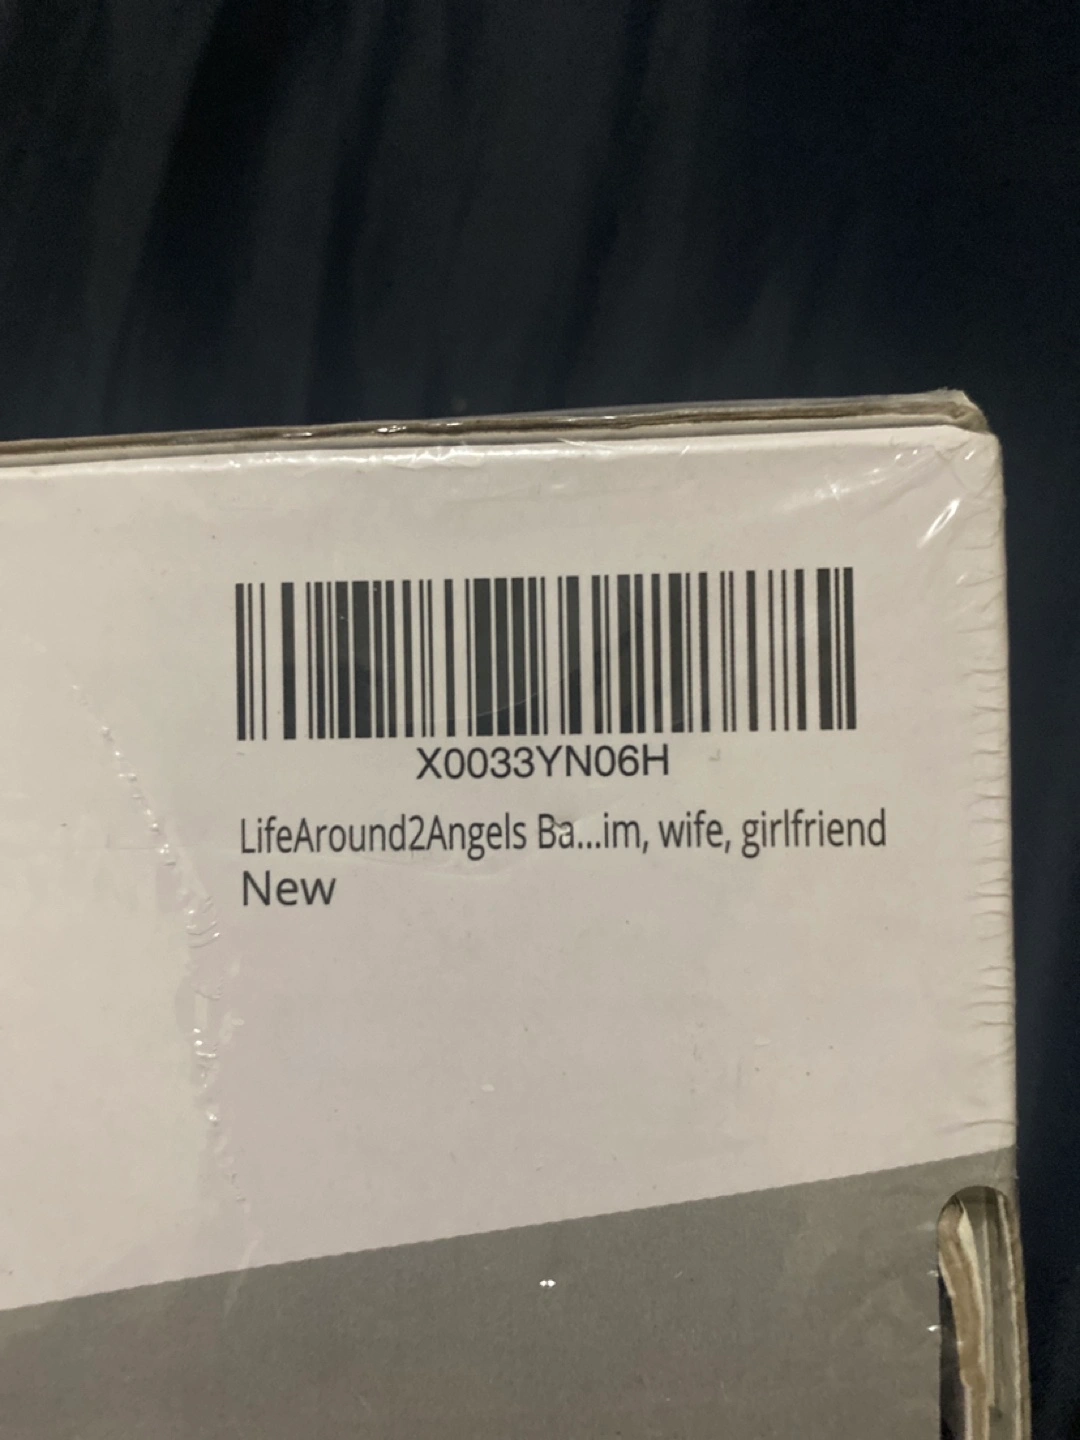 X0033YN06H
LifeAround2Angels Ba...im, wife, girlfriend
New